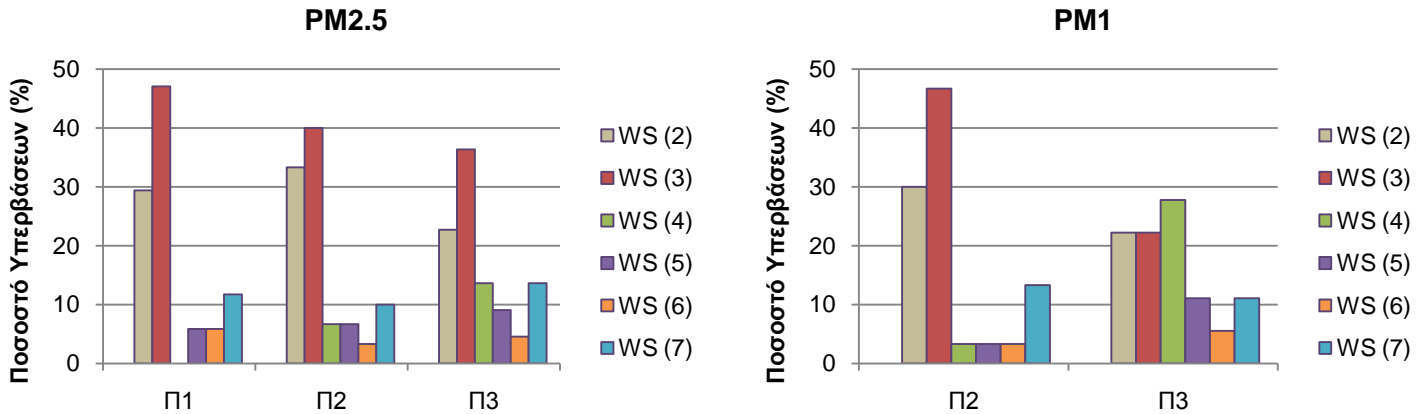 PM2.5
Ποσοστό Υπερβάσεων (%)
50
40
30
20
10
0
Π1 Π2 Π3
WS (2)
WS (3)
WS (4)
WS (5)
WS (6)
WS (7)
PM1
Ποσοστό Υπερβάσεων (%)
50
40
30
20
10
0
Π2 Π3
WS (2)
WS (3)
WS (4)
WS (5)
WS (6)
WS (7)